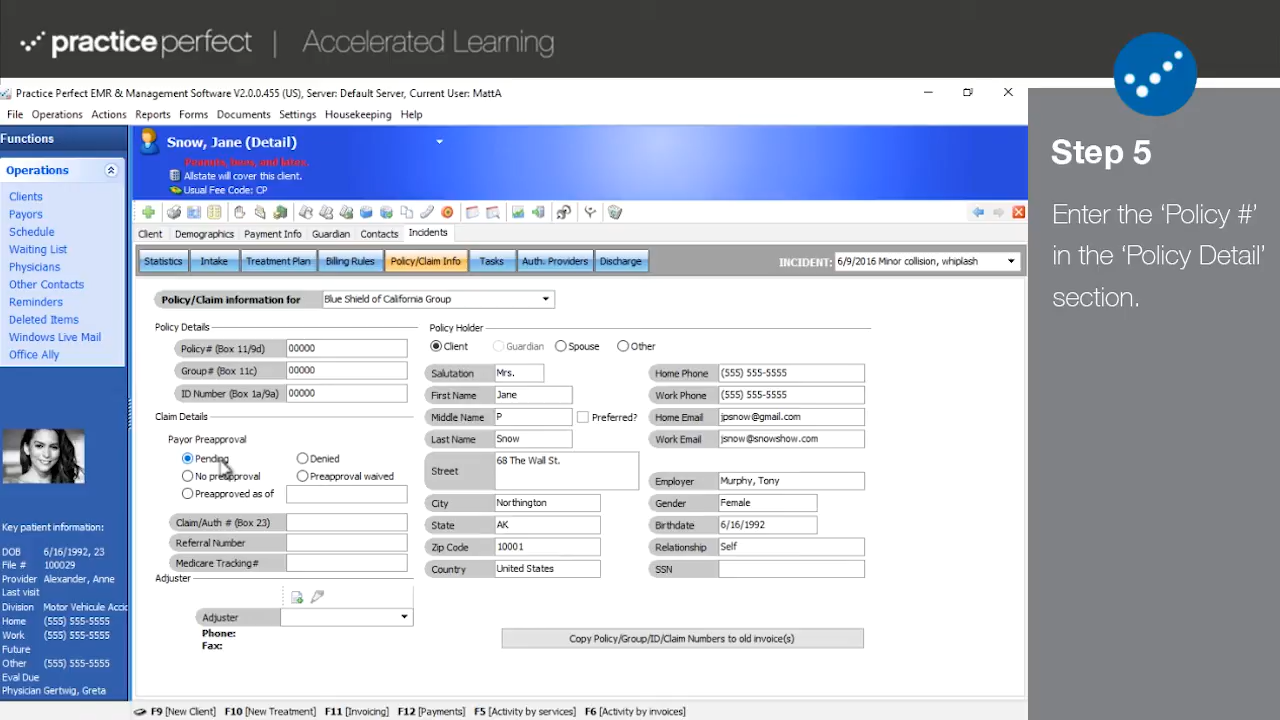 practiceperfect | Accelerated Learning
Practice Perfect EMR & Management Software V2.0.0.455 (US), Server: Default Server, Current User: MattA
File Operations Actions Reports Forms Documents Settings Housekeeping Help
Functions
Operations
Clients
Payors
Schedule
Waiting List
Physicians
Other Contacts
Reminders
Deleted Items
Windows Live Mail
Office Ally
Key patient information:
DOB 6/16/1992, 23
File # 100029
Provider Alexander, Anne
Last visit
Division Motor Vehicule Accid
Home (555) 555-5555
Work (555) 555-5555
Future
Other (555) 555-5555
Eval Due
Physician Gertwig, Greta
Snow, Jane (Detail)
Peanuts, bees, and latex.
Allstate will cover this client.
Usual Fee Code: CP
Client Demographics Payment Info Guardian Contacts Incidents
Statistics Intake Treatment Plan Billing Rules Policy/Claim Info Tasks Auth. Providers Discharge INCIDENT: 6/9/2016 Minor collision, whiplash
Policy/Claim information for Blue Shield of California Group
Policy Details
Policy# (Box 11/9d) 00000
Group# (Box 11c) 00000
ID Number (Box 1a/9a) 00000
Claim Details
Payor Preapproval
Pending Denied
No preapproval Preapproval waived
Preapproved as of
Claim/Auth # (Box 23)
Referral Number
Medicare Tracking#
Adjuster
Adjuster
Phone:
Fax:
Policy Holder
Client Guardian Spouse Other
Salutation Mrs.
First Name Jane
Middle Name P Preferred?
Last Name Snow
Street 68 The Wall St.
City Northington
State AK
Zip Code 10001
Country United States
Home Phone (555) 555-5555
Work Phone (555) 555-5555
Home Email jpsnow@gmail.com
Work Email jsnow@snowshow.com
Employer Murphy, Tony
Gender Female
Birthdate 6/16/1992
Relationship Self
SSN
Copy Policy/Group/ID/Claim Numbers to old invoice(s)
F9 [New Client] F10 [New Treatment] F11 [Invoicing] F12 [Payments] F5 [Activity by services] F6 [Activity by invoices]
Step 5
Enter the ‘Policy #’
in the ‘Policy Detail’
section.